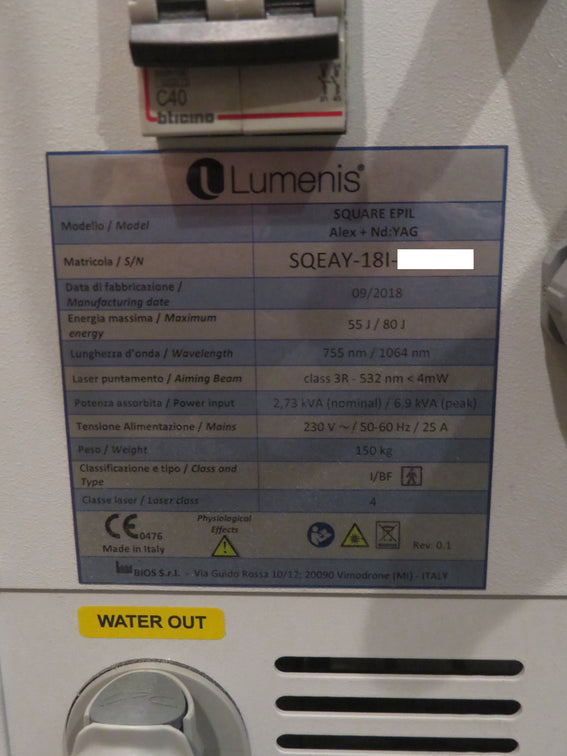 C40
bticino
Lumenis®
Modello / Model
SQUARE EPIL
Alex + Nd:YAG
Matricola / S/N
SQEAY-18I-
Data di fabbricazione /
Manufacturing date
09/2018
Energia massima / Maximum
energy
55 J / 80 J
Lunghezza d'onda / Wavelength
755 nm / 1064 nm
Laser puntamento / Aiming Beam
class 3R - 532 nm < 4mW
Potenza assorbita / Power input
2,73 kVA (nominal) / 6,9 kVA (peak)
Tensione Alimentazione / Mains
230 V ~ / 50-60 Hz / 25 A
Peso / Weight
150 kg
Classificazione e tipo / Class and
Type
I/BF
Classe laser / Laser class
4
CE 0476
Made in Italy
Physiological
Effects
Rev. 0.1
BIOS S.r.l. - Via Guido Rossa 10/12; 20090 Vimodrone (MI) - ITALY
WATER OUT